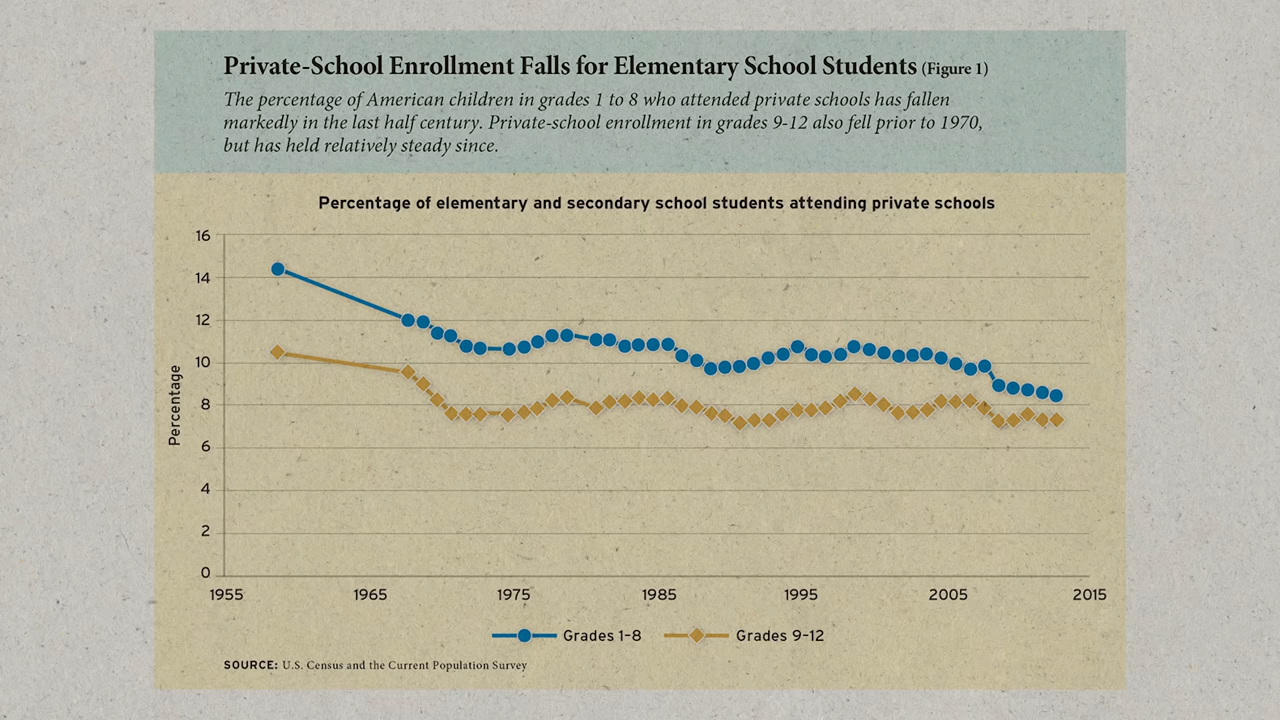 Private-School Enrollment Falls for Elementary School Students (Figure 1)
The percentage of American children in grades 1 to 8 who attended private schools has fallen
markedly in the last half century. Private-school enrollment in grades 9-12 also fell prior to 1970,
but has held relatively steady since.
Percentage of elementary and secondary school students attending private schools
Percentage
16
14
12
10
8
6
4
2
0
1955 1965 1975 1985 1995 2005 2015
Grades 1–8 Grades 9–12
SOURCE: U.S. Census and the Current Population Survey